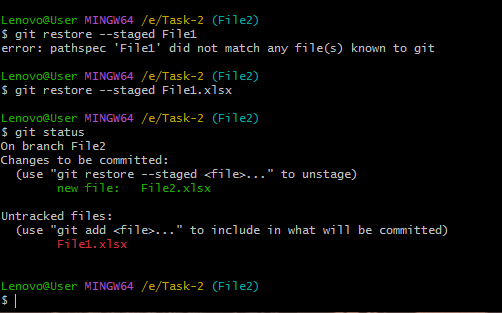 Lenovo@User MINGW64 /e/Task-2 (File2)
$ git restore --staged File1
error: pathspec 'File1' did not match any file(s) known to git
Lenovo@User MINGW64 /e/Task-2 (File2)
$ git restore --staged File1.xlsx
Lenovo@User MINGW64 /e/Task-2 (File2)
$ git status
On branch File2
Changes to be committed:
(use "git restore --staged <file>..." to unstage)
new file:   File2.xlsx
Untracked files:
(use "git add <file>..." to include in what will be committed)
File1.xlsx
Lenovo@User MINGW64 /e/Task-2 (File2)
$